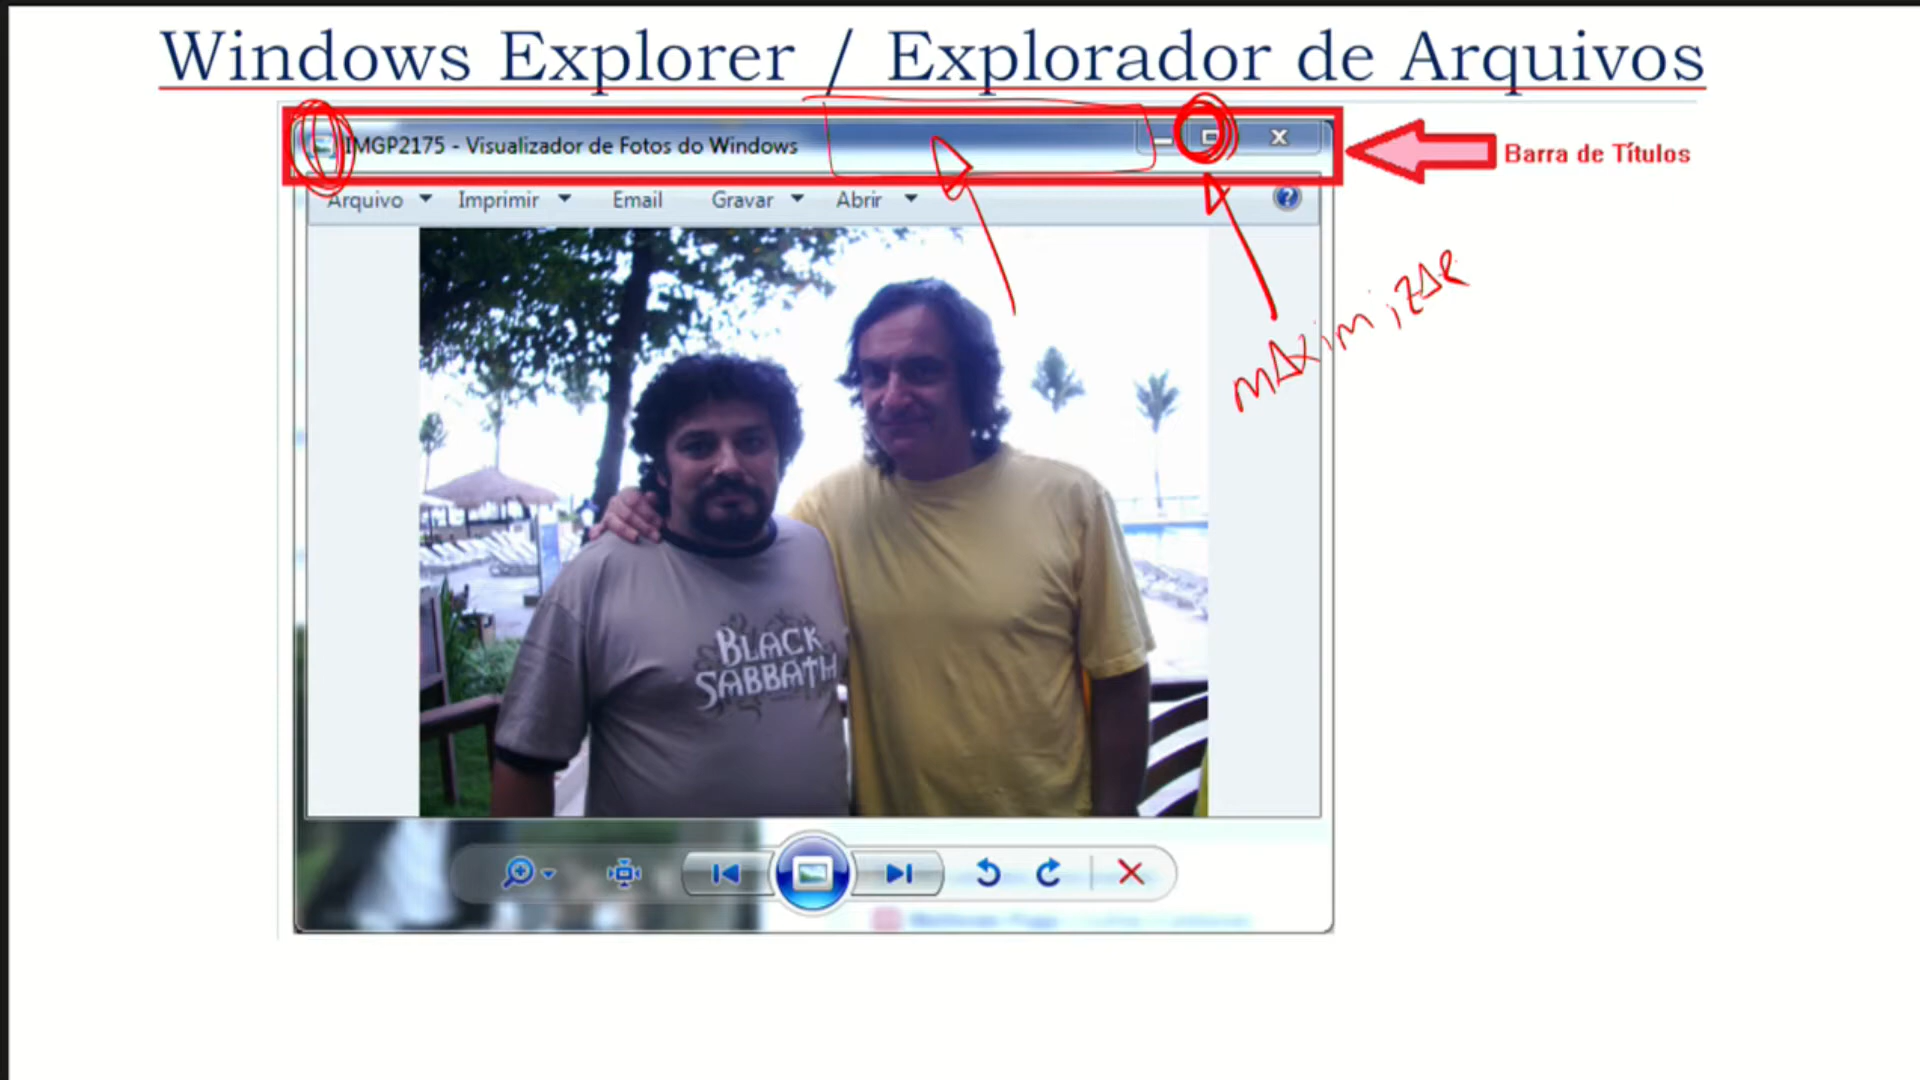 Windows Explorer / Explorador de Arquivos
IMGP2175 - Visualizador de Fotos do Windows
Barra de Títulos
Arquivo Imprimir Email Gravar Abrir
mAximizAR
BLACK
SABBATH